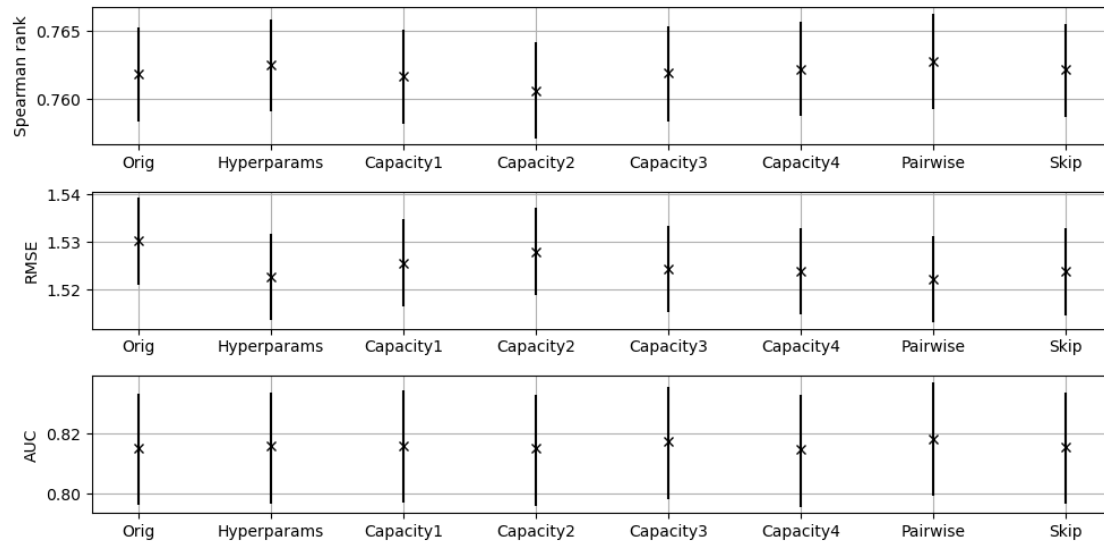 Spearman rank
0.765
0.760
Orig Hyperparams Capacity1 Capacity2 Capacity3 Capacity4 Pairwise Skip
RMSE
1.54
1.53
1.52
Orig Hyperparams Capacity1 Capacity2 Capacity3 Capacity4 Pairwise Skip
AUC
0.82
0.80
Orig Hyperparams Capacity1 Capacity2 Capacity3 Capacity4 Pairwise Skip